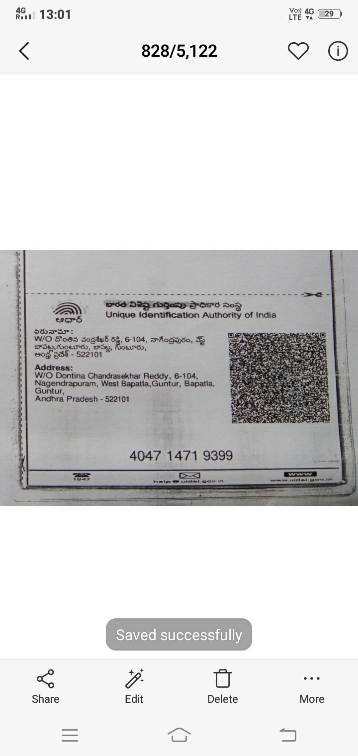 4G
R
13:01
Vo)) 4G
LTE
29
828/5,122
భారత విశిష్ట గుర్తింపు ప్రాధికార సంస్థ
Unique Identification Authority of India
ఆధార్
చిరునామా:
W/O దొంతిన చంద్రశేఖర్ రెడ్డి, 6-104, నాగేంద్రపురం, వెస్ట్
బాపట్ల,గుంటూరు, బాపట్ల, గుంటూరు,
ఆంధ్ర ప్రదేశ్ - 522101
Address:
W/O Dontina Chandrasekhar Reddy, 6-104,
Nagendrapuram, West Bapatla,Guntur, Bapatla,
Guntur,
Andhra Pradesh - 522101
4047 1471 9399
1947
help@uidai.gov.in
www
www.uidai.gov.in
Saved successfully
Share
Edit
Delete
More